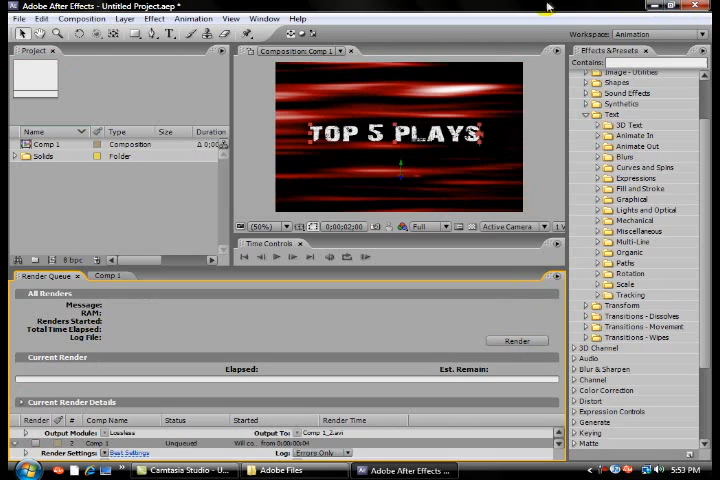 Adobe After Effects - Untitled Project.aep *
File Edit Composition Layer Effect Animation View Window Help
Workspace: Animation
Project
Composition: Comp 1
Effects & Presets
Contains:
Image - Utilities
Shapes
Sound Effects
Synthetics
Text
3D Text
Animate In
Animate Out
Blurs
Curves and Spins
Expressions
Fill and Stroke
Graphical
Lights and Optical
Mechanical
Miscellaneous
Multi-Line
Organic
Paths
Rotation
Scale
Tracking
Transform
Transitions - Dissolves
Transitions - Movement
Transitions - Wipes
3D Channel
Audio
Blur & Sharpen
Channel
Color Correction
Distort
Expression Controls
Generate
Keying
Matte
TOP 5 PLAYS
Name Type Size Duration
Comp 1 Composition
Solids Folder
8 bpc
(50%) 0;00;02;00 Full Active Camera 1 V
Time Controls
Render Queue Comp 1
All Renders
Message:
RAM:
Renders Started:
Total Time Elapsed:
Log File:
Render
Current Render
Elapsed: Est. Remain:
Current Render Details
Render # Comp Name Status Started Render Time
Output Module: Lossless Output To: Comp 1_2.avi
2 Comp 1 Unqueued
Render Settings: Best Settings Log: Errors Only
Camtasia Studio - U... Adobe Files Adobe After Effects ... 5:53 PM